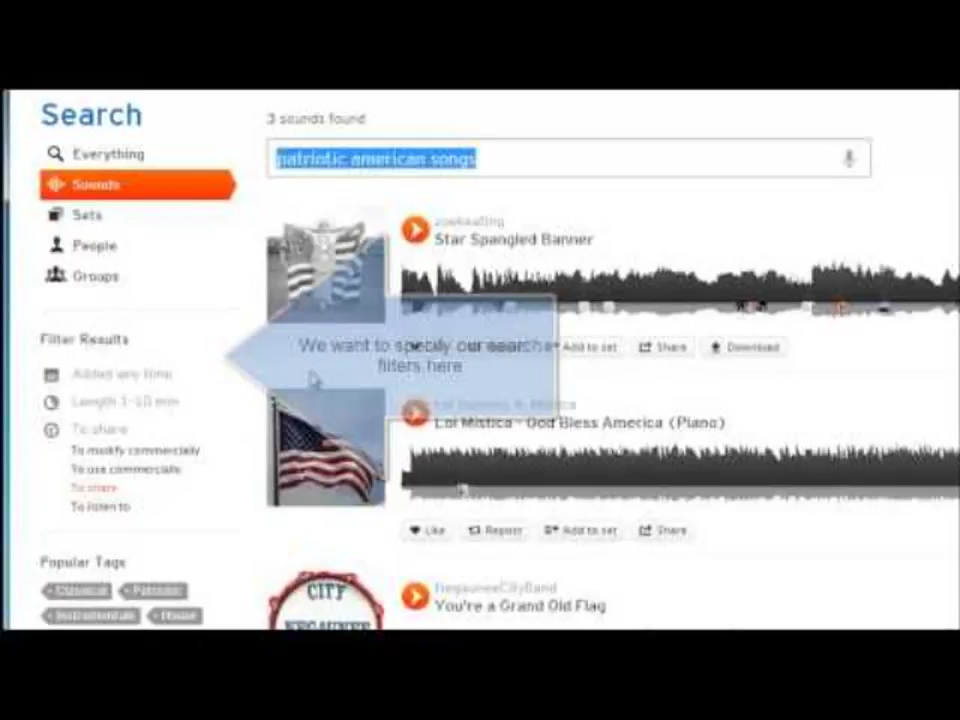 Search
3 sounds found
Everything
patriotic american songs
Sounds
Sets
People
Groups
zoekeating
Star Spangled Banner
Add to set
Share
Download
Filter Results
We want to specify our search
filters here
Added any time
Length 1-10 min
To share
To modify commercially
To use commercially
To share
To listen to
Loi Mistica - God Bless America (Piano)
Like
Repost
Add to set
Share
Popular Tags
Classical
Patriotic
Instrumentals
House
CITY
NEGAUNEE
NegauneeCityBand
You're a Grand Old Flag